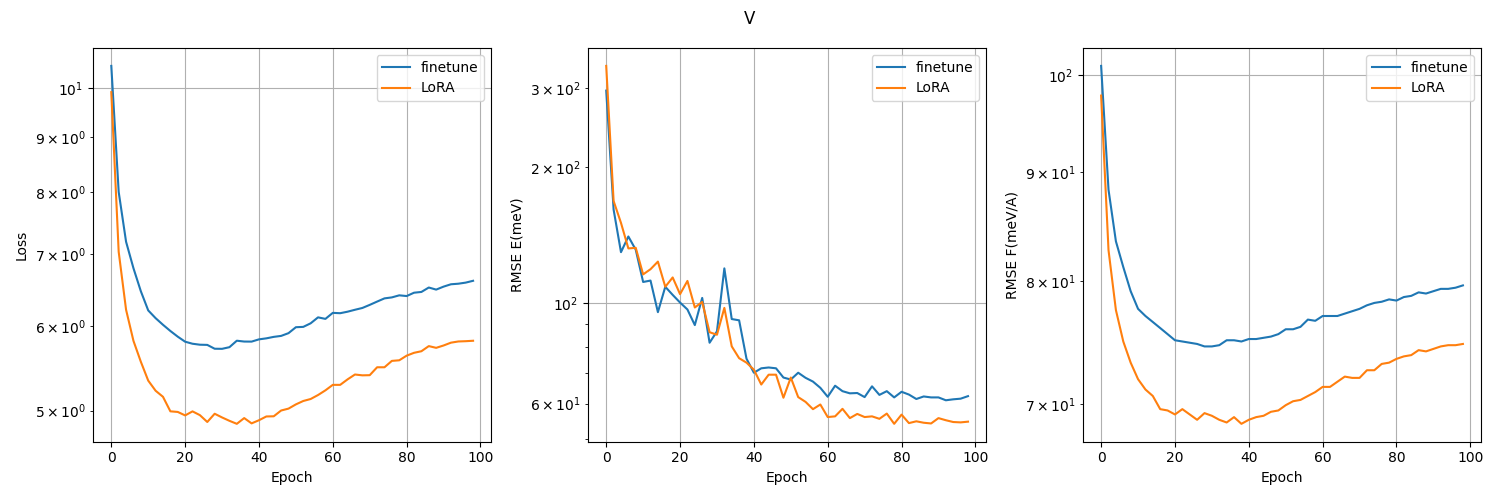 V
Loss
10¹
9 × 10⁰
8 × 10⁰
7 × 10⁰
6 × 10⁰
5 × 10⁰
finetune
LoRA
0 20 40 60 80 100
Epoch
RMSE E(meV)
3 × 10²
2 × 10²
10²
6 × 10¹
finetune
LoRA
0 20 40 60 80 100
Epoch
RMSE F(meV/A)
10²
9 × 10¹
8 × 10¹
7 × 10¹
finetune
LoRA
0 20 40 60 80 100
Epoch